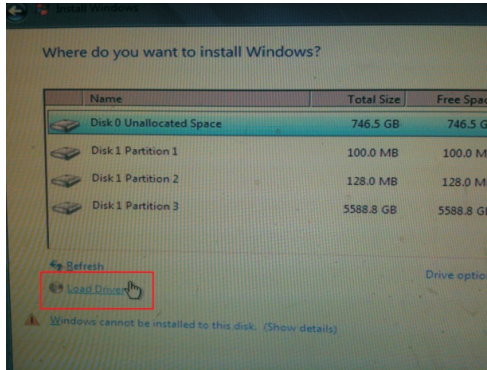 Install Windows
Where do you want to install Windows?
Name Total Size Free Spac
Disk 0 Unallocated Space 746.5 GB 746.5 G
Disk 1 Partition 1 100.0 MB 100.0 M
Disk 1 Partition 2 128.0 MB 128.0 M
Disk 1 Partition 3 5588.8 GB 5588.8 G
Refresh
Load Driver
Drive optio
Windows cannot be installed to this disk. (Show details)